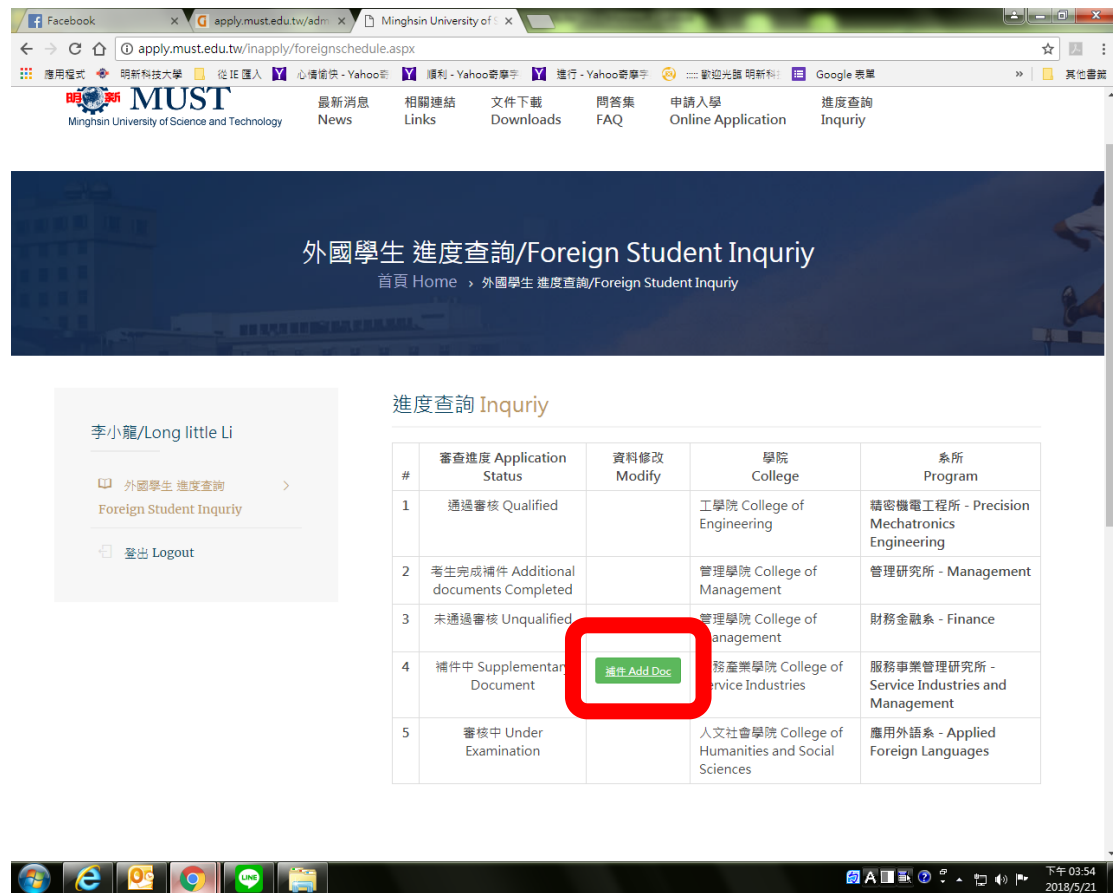 Facebook
apply.must.edu.tw/adm
Minghsin University of S
apply.must.edu.tw/inapply/foreignschedule.aspx
應用程式
明新科技大學
從 IE 匯入
心情愉快 - Yahoo奇
順利 - Yahoo奇摩字
進行 - Yahoo奇摩字
::::: 歡迎光臨 明新科
Google 表單
»
其他書籤
明新 MUST
Minghsin University of Science and Technology
最新消息 相關連結 文件下載 問答集 申請入學 進度查詢
News Links Downloads FAQ Online Application Inquriy
外國學生 進度查詢/Foreign Student Inquriy
首頁 Home › 外國學生 進度查詢/Foreign Student Inquriy
李小龍/Long little Li
外國學生 進度查詢
Foreign Student Inquriy
登出 Logout
進度查詢 Inquriy
# 審查進度 Application Status 資料修改 Modify 學院 College 系所 Program
1 通過審核 Qualified 工學院 College of Engineering 精密機電工程所 - Precision Mechatronics Engineering
2 考生完成補件 Additional documents Completed 管理學院 College of Management 管理研究所 - Management
3 未通過審核 Unqualified 管理學院 College of anagement 財務金融系 - Finance
4 補件中 Supplementary Document 補件 Add Doc 務產業學院 College of ervice Industries 服務事業管理研究所 - Service Industries and Management
5 審核中 Under Examination 人文社會學院 College of Humanities and Social Sciences 應用外語系 - Applied Foreign Languages
LINE
A
下午 03:54
2018/5/21